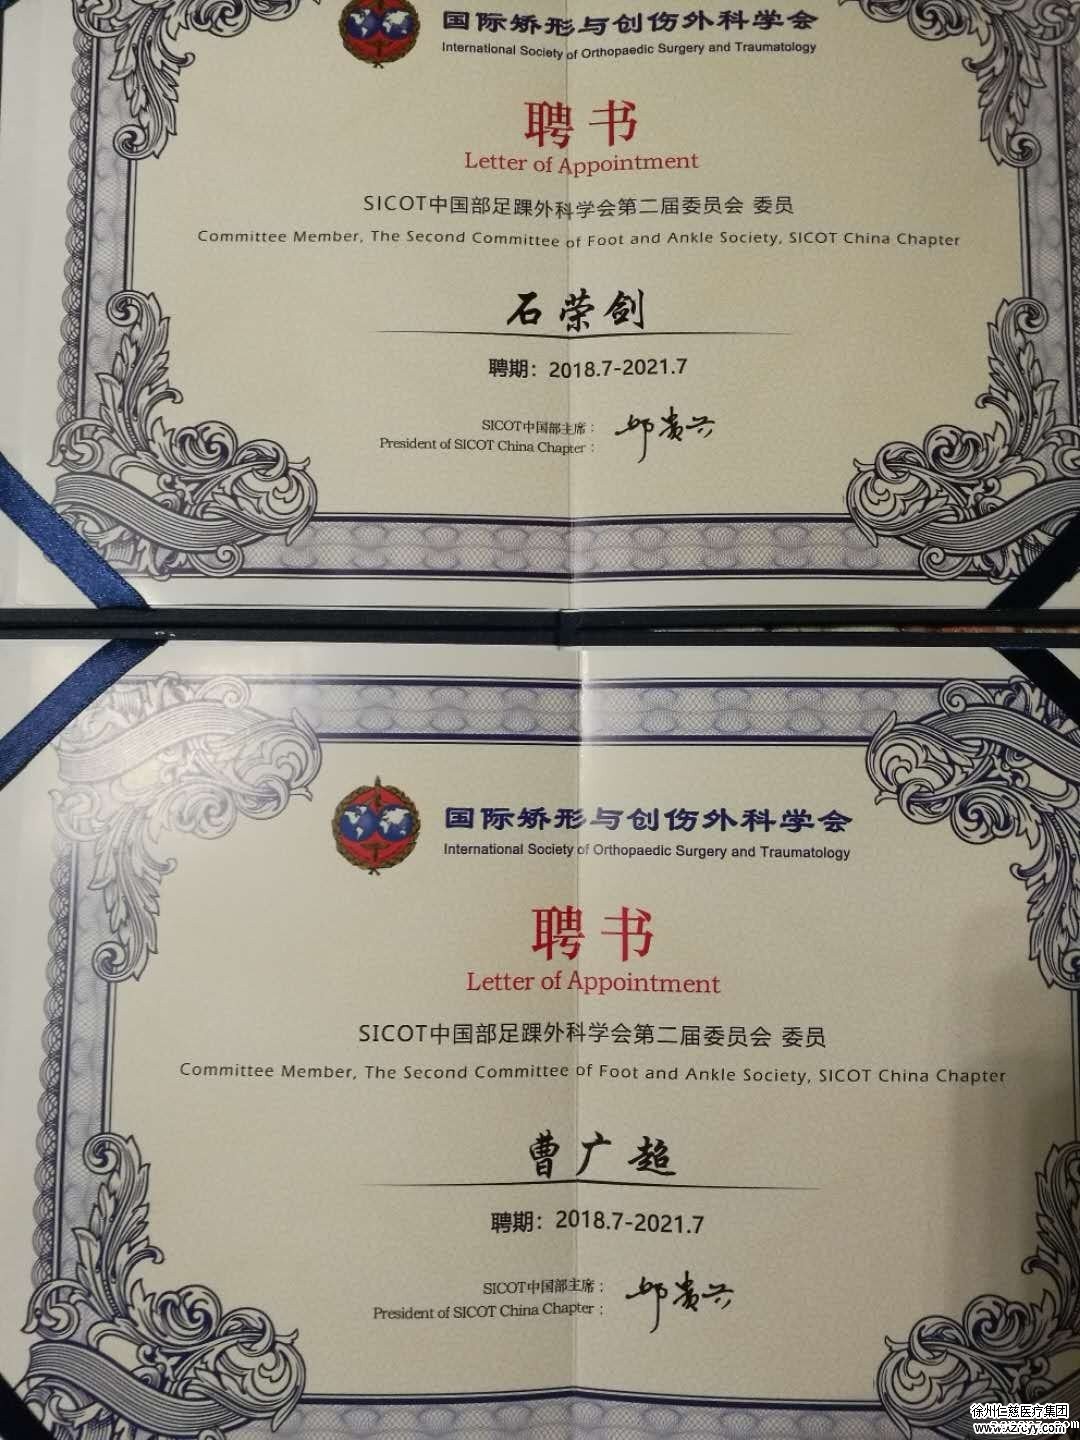 国际矫形与创伤外科学会
International Society of Orthopaedic Surgery and Traumatology
聘书
Letter of Appointment
SICOT中国部足踝外科学会第二届委员会 委员
Committee Member, The Second Committee of Foot and Ankle Society, SICOT China Chapter
石荣剑
聘期：2018.7-2021.7
SICOT中国部主席：
邱贵兴
President of SICOT China Chapter：
国际矫形与创伤外科学会
International Society of Orthopaedic Surgery and Traumatology
聘书
Letter of Appointment
SICOT中国部足踝外科学会第二届委员会 委员
Committee Member, The Second Committee of Foot and Ankle Society, SICOT China Chapter
曹广超
聘期：2018.7-2021.7
SICOT中国部主席：
邱贵兴
President of SICOT China Chapter：
徐州仁慈医疗集团
www.xzrcyy.com